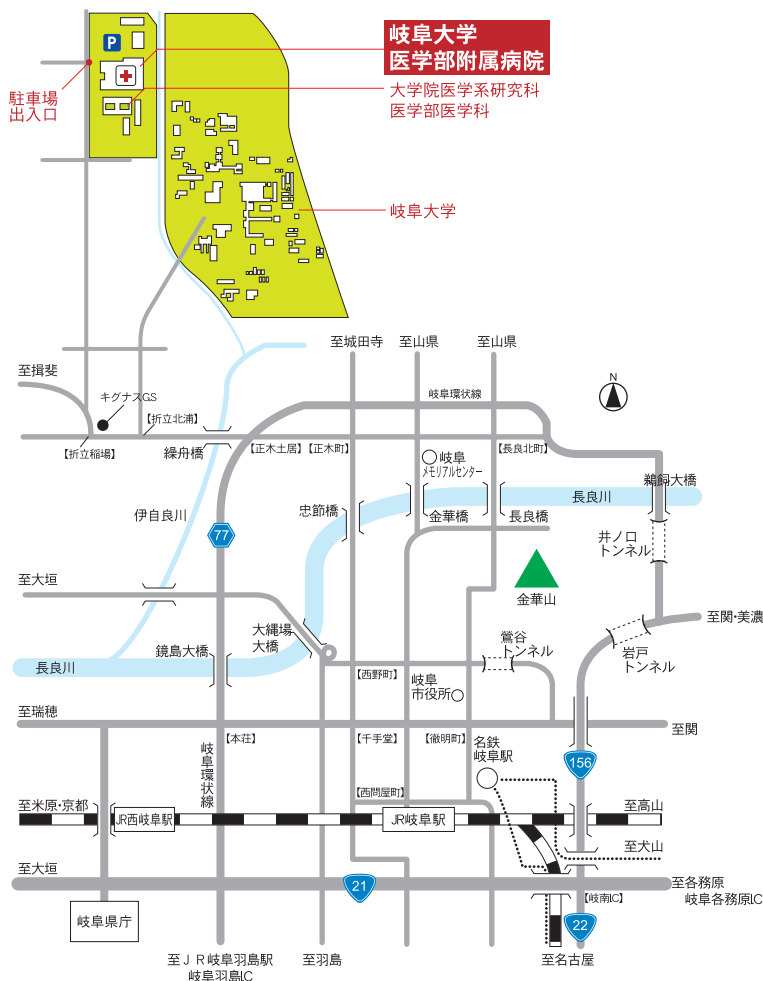 岐阜大学
医学部附属病院
P
駐車場
出入口
大学院医学系研究科
医学部医学科
岐阜大学
至城田寺
至山県
至山県
至揖斐
キグナスGS
岐阜環状線
N
【折立北浦】
【折立稲場】
繰舟橋
【正木土居】
【正木町】
【長良北町】
岐阜
メモリアルセンター
鵜飼大橋
長良川
伊自良川
忠節橋
金華橋
長良橋
77
井ノ口
トンネル
至大垣
金華山
至関・美濃
大縄場
大橋
鶯谷
トンネル
岩戸
トンネル
鏡島大橋
長良川
【西野町】
岐阜
市役所
至瑞穂
至関
【本荘】
【千手堂】
【徹明町】
名鉄
岐阜駅
岐阜環状線
156
【西問屋町】
至米原・京都
JR西岐阜駅
JR岐阜駅
至高山
至犬山
至大垣
21
至各務原
岐阜各務原IC
【岐南IC】
岐阜県庁
22
至JR岐阜羽島駅
岐阜羽島IC
至羽島
至名古屋